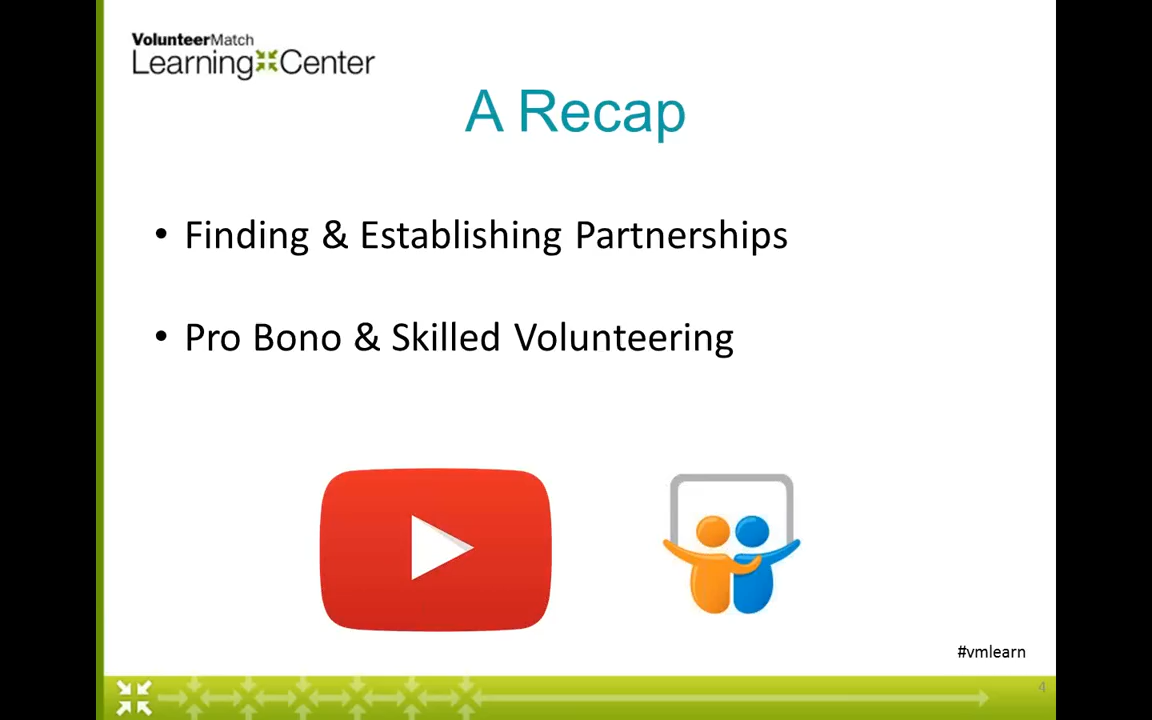 VolunteerMatch
Learning Center
A Recap
• Finding & Establishing Partnerships
• Pro Bono & Skilled Volunteering
#vmlearn
4